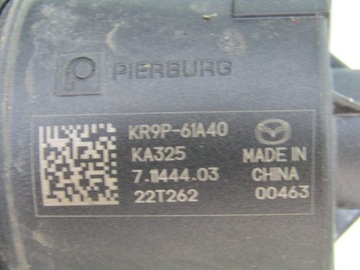 PIERBURG
KR9P-61A40
KA325 MADE IN
7.11444.03 CHINA
22T262 00463